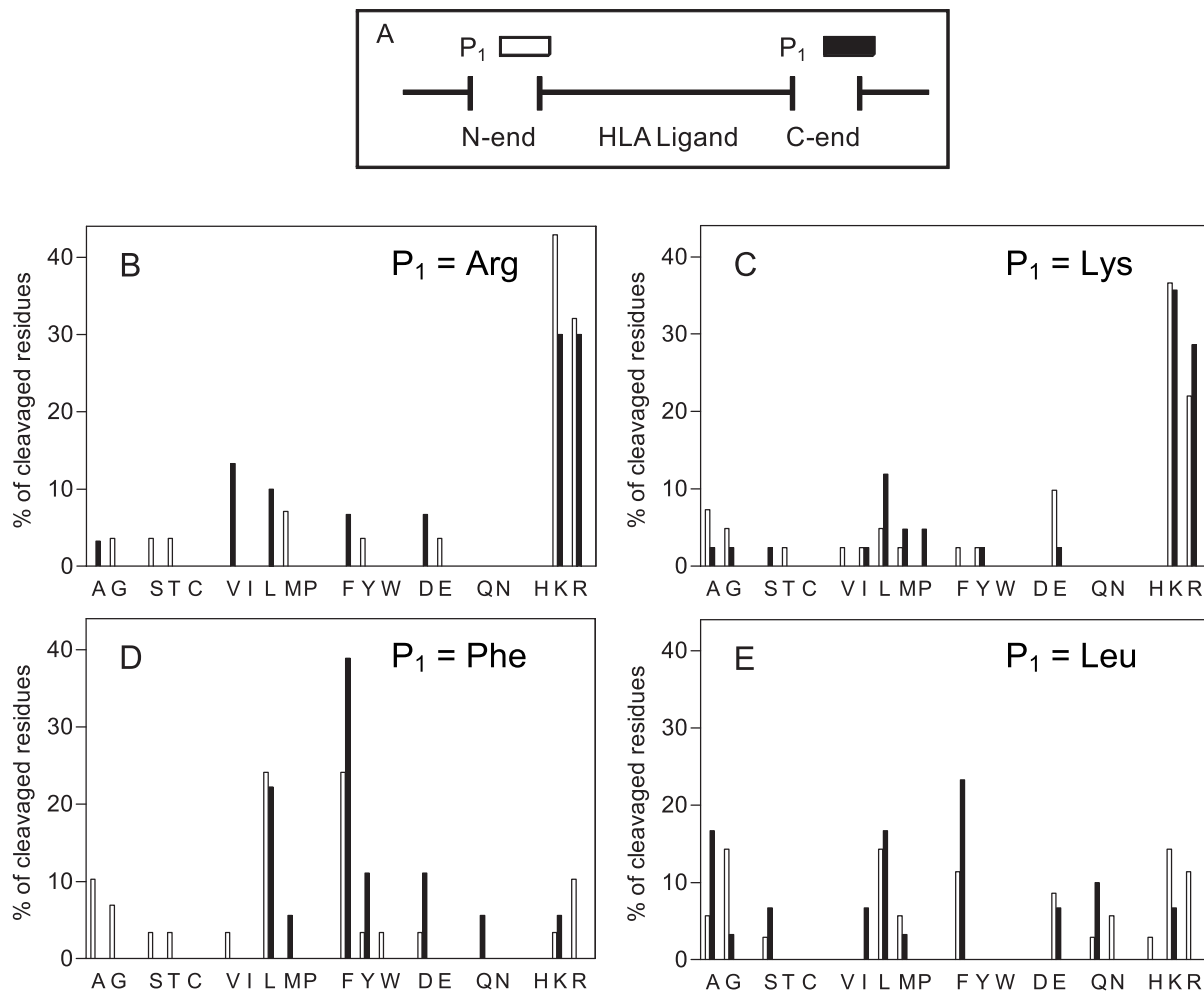 A
P1 P1
N-end HLA Ligand C-end
% of cleavaged residues
40
30
20
10
0
B
P1 = Arg
A G S T C V I L M P F Y W D E Q N H K R
% of cleavaged residues
40
30
20
10
0
C
P1 = Lys
A G S T C V I L M P F Y W D E Q N H K R
% of cleavaged residues
40
30
20
10
0
D
P1 = Phe
A G S T C V I L M P F Y W D E Q N H K R
% of cleavaged residues
40
30
20
10
0
E
P1 = Leu
A G S T C V I L M P F Y W D E Q N H K R